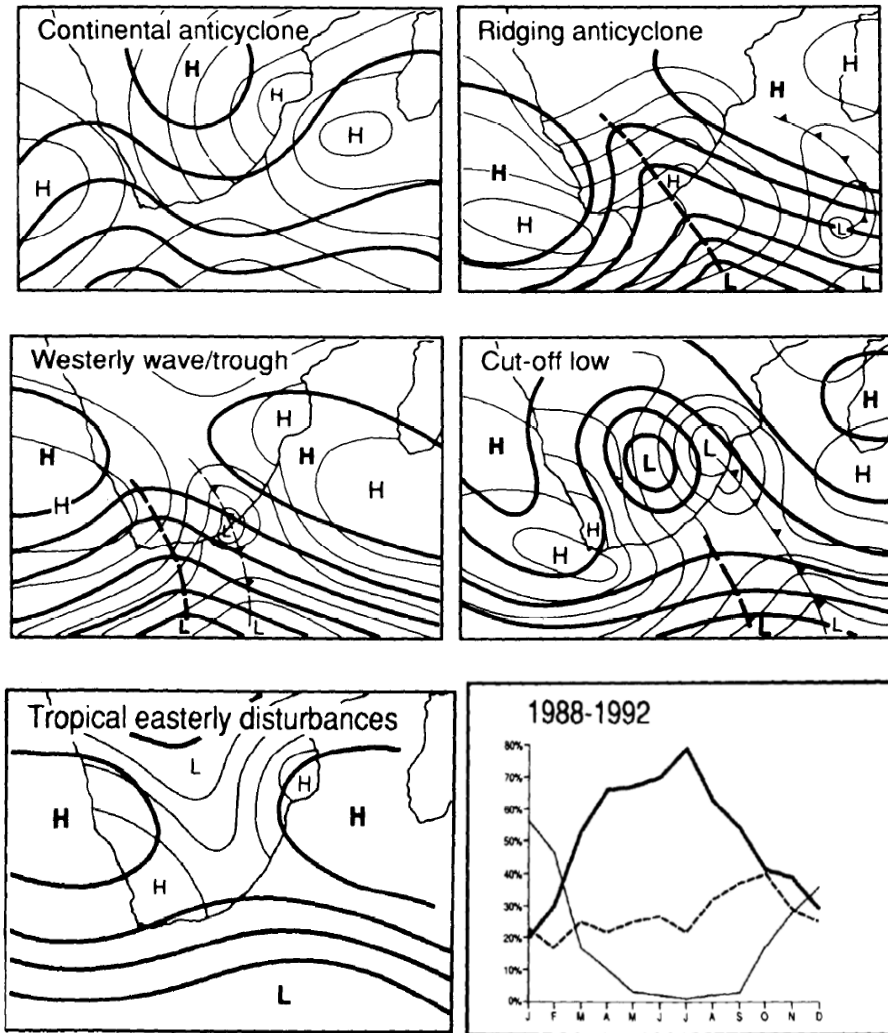 Continental anticyclone
H
H
H
H
Ridging anticyclone
H
H
H
H
H
L
L
L
Westerly wave/trough
H
H
H
H
H
L
L
L
Cut-off low
H
H
L
L
H
H
H
L
L
Tropical easterly disturbances
L
H
H
H
H
L
1988-1992
80%
70%
60%
50%
40%
30%
20%
10%
0%
J F M A M J J A S O N D